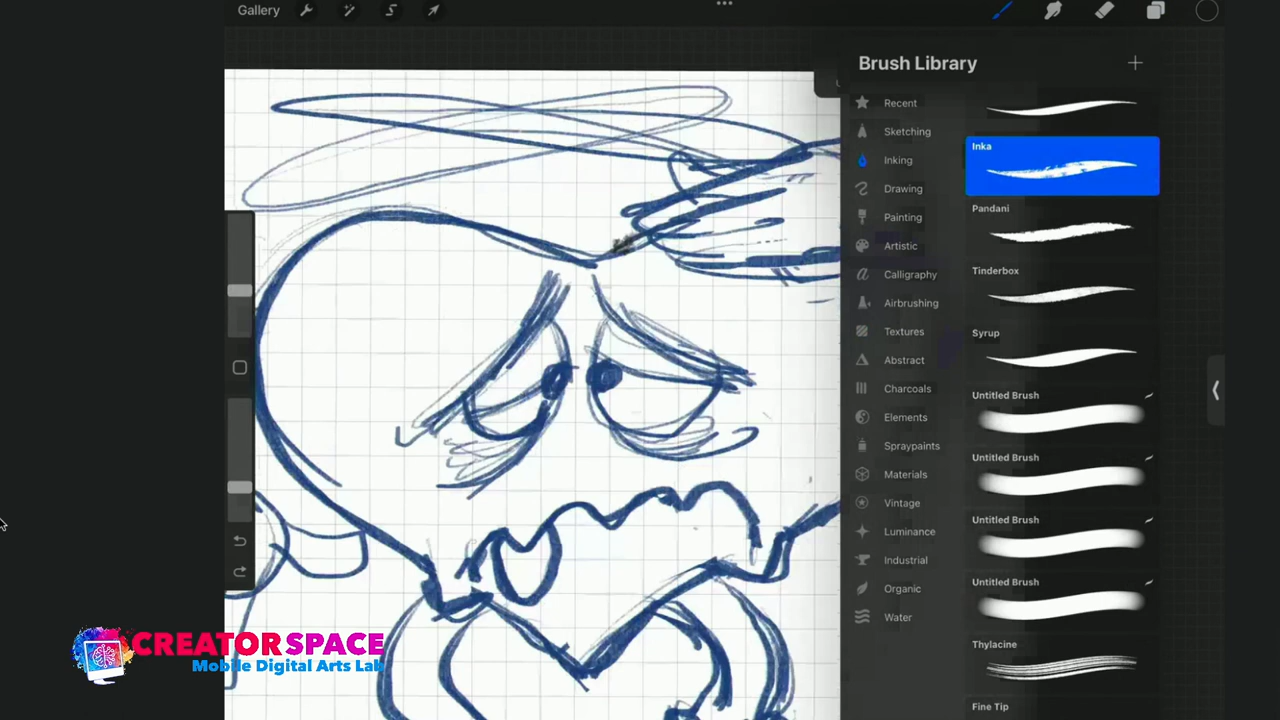 Gallery
Brush Library
Recent
Sketching
Inking
Drawing
Painting
Artistic
Calligraphy
Airbrushing
Textures
Abstract
Charcoals
Elements
Spraypaints
Materials
Vintage
Luminance
Industrial
Organic
Water
Inka
Pandani
Tinderbox
Syrup
Untitled Brush
Untitled Brush
Untitled Brush
Untitled Brush
Thylacine
Fine Tip
CREATOR SPACE
Mobile Digital Arts Lab